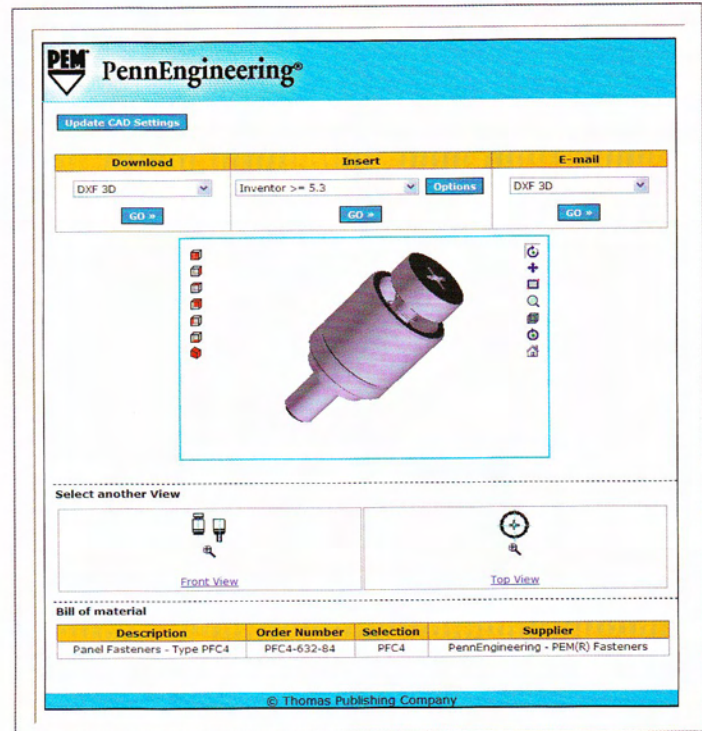 PEM®
PennEngineering®
Update CAD Settings
Download Insert E-mail
DXF 3D Inventor >= 5.3 Options DXF 3D
GO » GO » GO »
Select another View
Front View Top View
Bill of material
Description Order Number Selection Supplier
Panel Fasteners - Type PFC4 PFC4-632-84 PFC4 PennEngineering - PEM(R) Fasteners
© Thomas Publishing Company